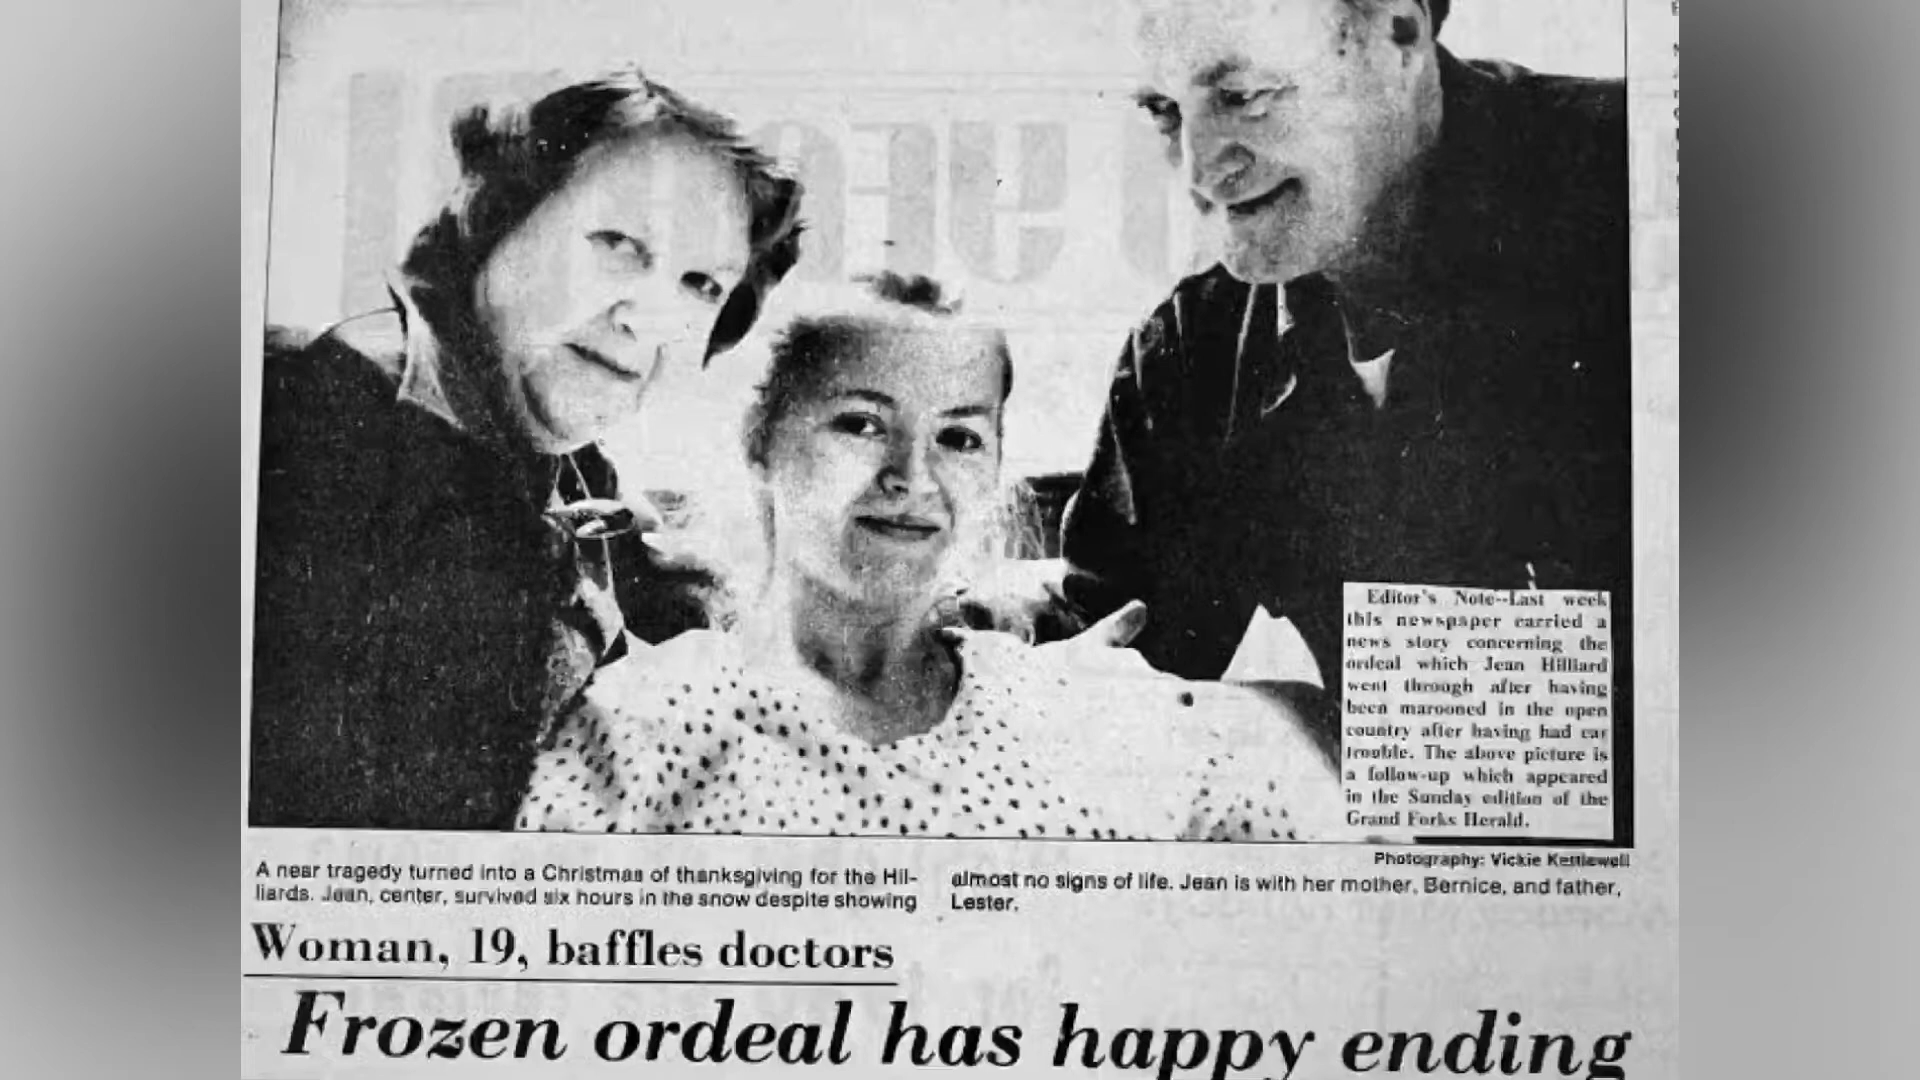 Editor's Note--Last week
this newspaper carried a
news story concerning the
ordeal which Jean Hilliard
went through after having
been marooned in the open
country after having had car
trouble. The above picture is
a follow-up which appeared
in the Sunday edition of the
Grand Forks Herald.
Photography: Vickie Kettlewell
A near tragedy turned into a Christmas of thanksgiving for the Hil-
liards. Jean, center, survived six hours in the snow despite showing
almost no signs of life. Jean is with her mother, Bernice, and father,
Lester.
Woman, 19, baffles doctors
Frozen ordeal has happy ending